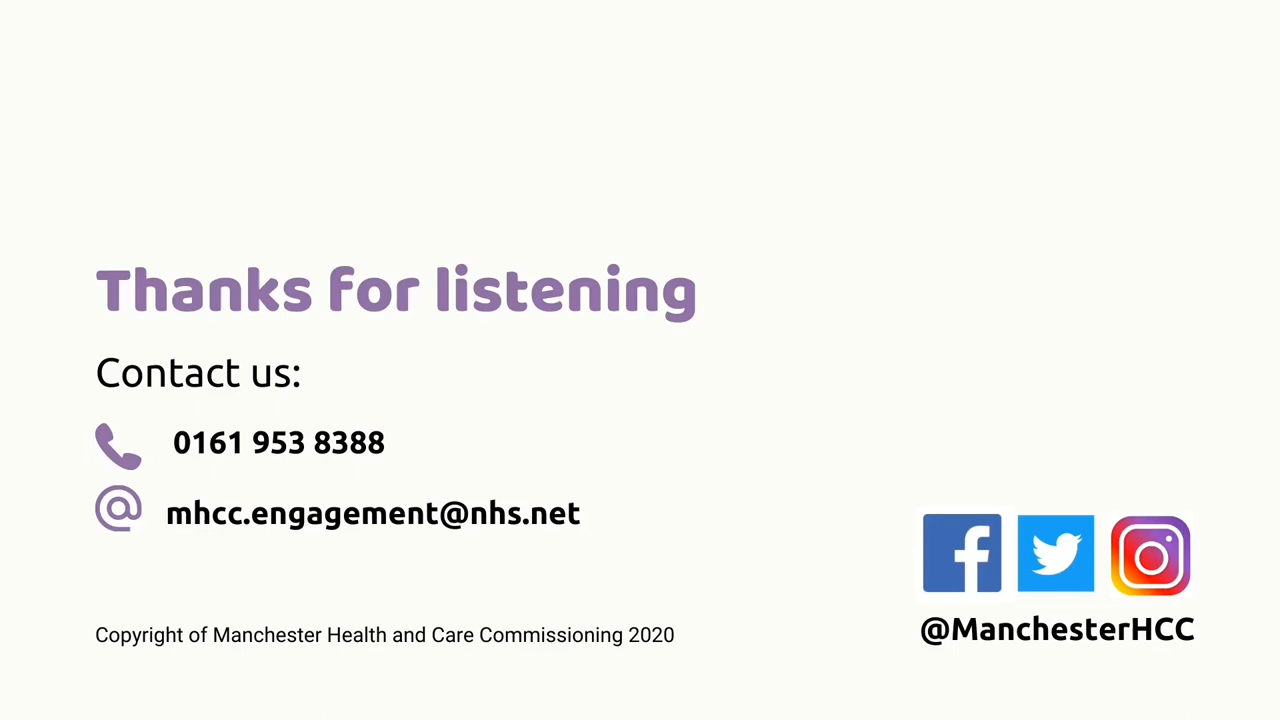 Thanks for listening
Contact us:
0161 953 8388
mhcc.engagement@nhs.net
@ManchesterHCC
Copyright of Manchester Health and Care Commissioning 2020